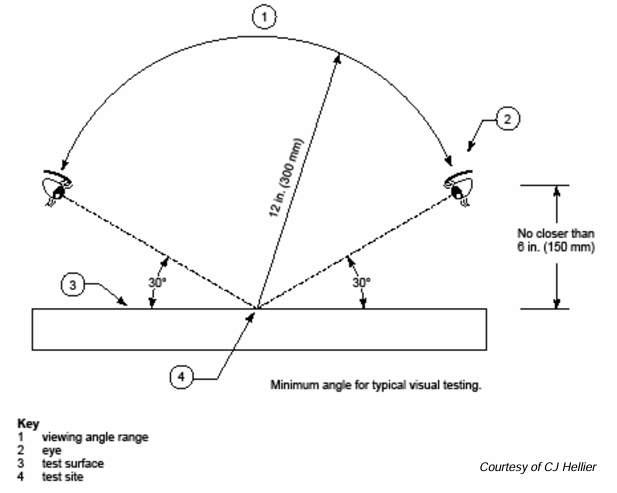 1
2
12 in. (300 mm)
No closer than
6 in. (150 mm)
3
30°
30°
4
Minimum angle for typical visual testing.
Key
1 viewing angle range
2 eye
3 test surface
4 test site
Courtesy of CJ Hellier